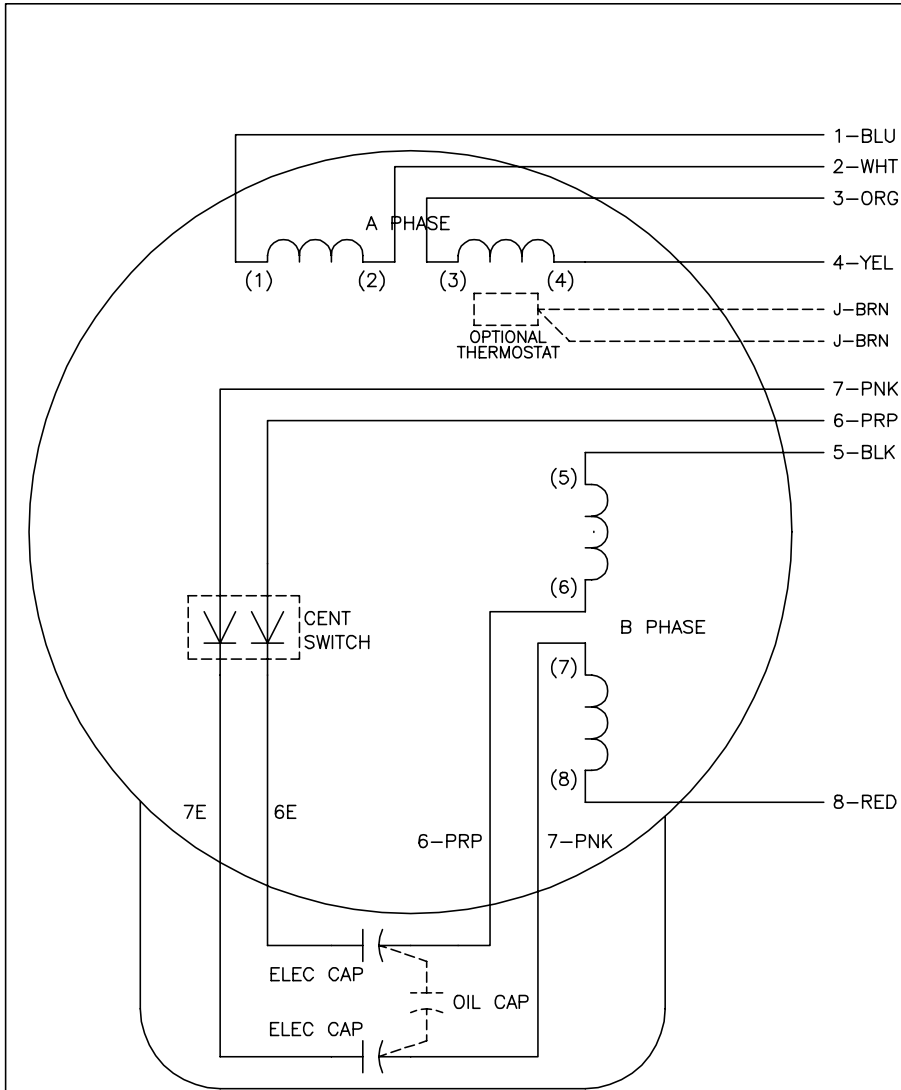 1-BLU
2-WHT
3-ORG
A PHASE
(1) (2) (3) (4)
4-YEL
J-BRN
OPTIONAL
THERMOSTAT
J-BRN
7-PNK
6-PRP
5-BLK
(5)
(6)
CENT
SWITCH
B PHASE
(7)
(8)
8-RED
7E 6E
6-PRP 7-PNK
ELEC CAP
OIL CAP
ELEC CAP